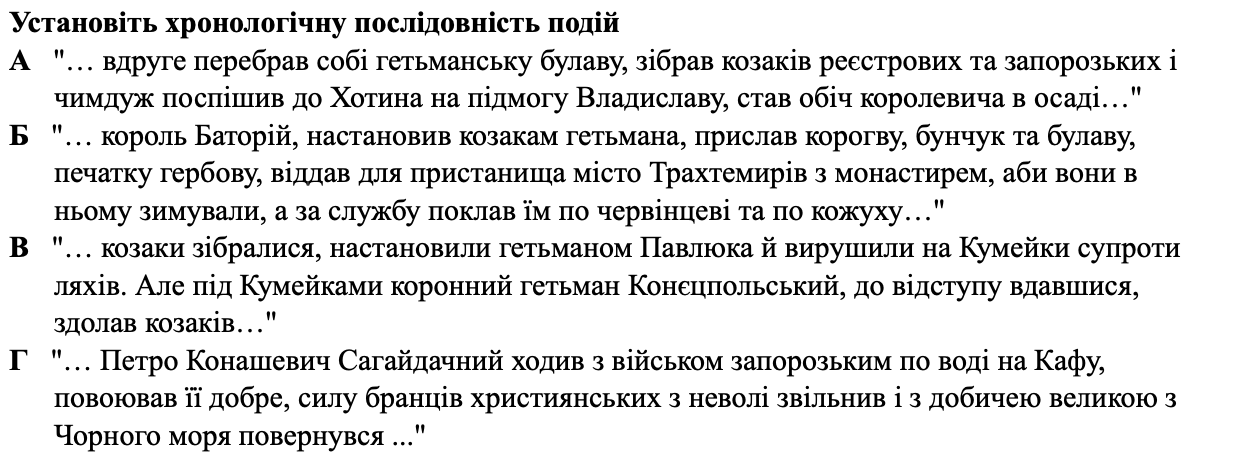 Установіть хронологічну послідовність подій
А "… вдруге перебрав собі гетьманську булаву, зібрав козаків реєстрових та запорозьких і
чимдуж поспішив до Хотина на підмогу Владиславу, став обіч королевича в осаді…"
Б "… король Баторій, настановив козакам гетьмана, прислав корогву, бунчук та булаву,
печатку гербову, віддав для пристанища місто Трахтемирів з монастирем, аби вони в
ньому зимували, а за службу поклав їм по червінцеві та по кожуху…"
В "… козаки зібралися, настановили гетьманом Павлюка й вирушили на Кумейки супроти
ляхів. Але під Кумейками коронний гетьман Конєцпольський, до відступу вдавшися,
здолав козаків…"
Г "… Петро Конашевич Сагайдачний ходив з військом запорозьким по воді на Кафу,
повоював її добре, силу бранців християнських з неволі звільнив і з добичею великою з
Чорного моря повернувся ..."